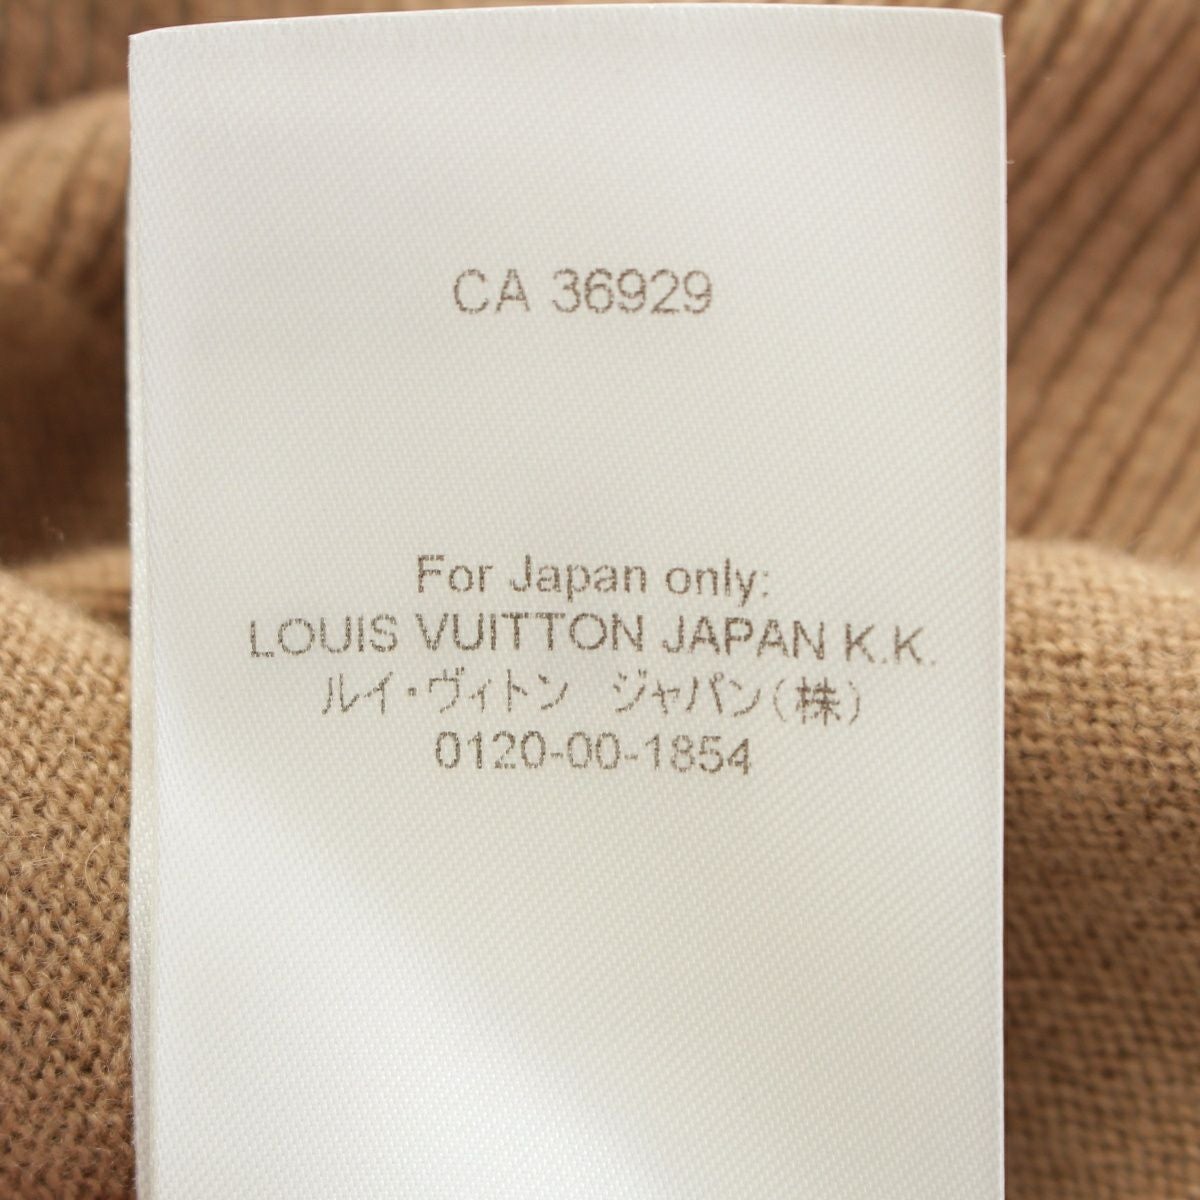 CA 36929
For Japan only:
LOUIS VUITTON JAPAN K.K.
ルイ・ヴィトン　ジャパン(株)
0120-00-1854